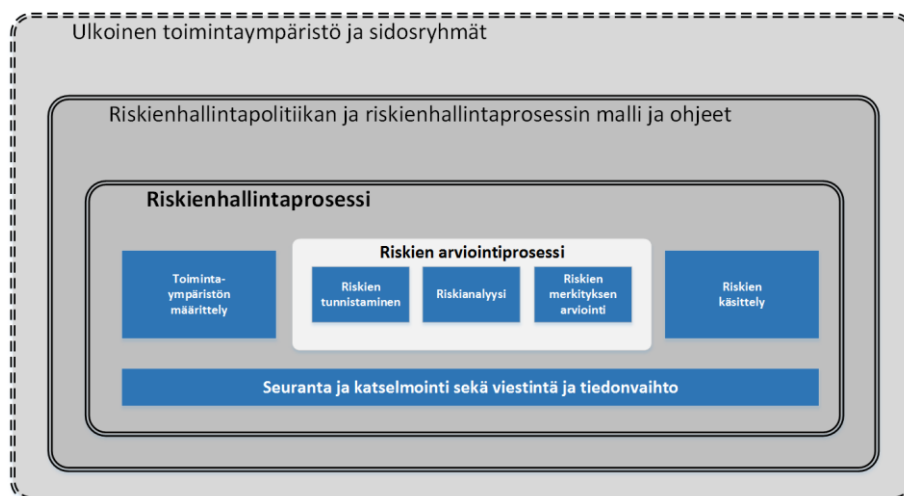 Ulkoinen toimintaympäristö ja sidosryhmät
Riskienhallintapolitiikan ja riskienhallintaprosessin malli ja ohjeet
Riskienhallintaprosessi
Toiminta-
ympäristön
määrittely
Riskien arviointiprosessi
Riskien
tunnistaminen
Riskianalyysi
Riskien
merkityksen
arviointi
Riskien
käsittely
Seuranta ja katselmointi sekä viestintä ja tiedonvaihto